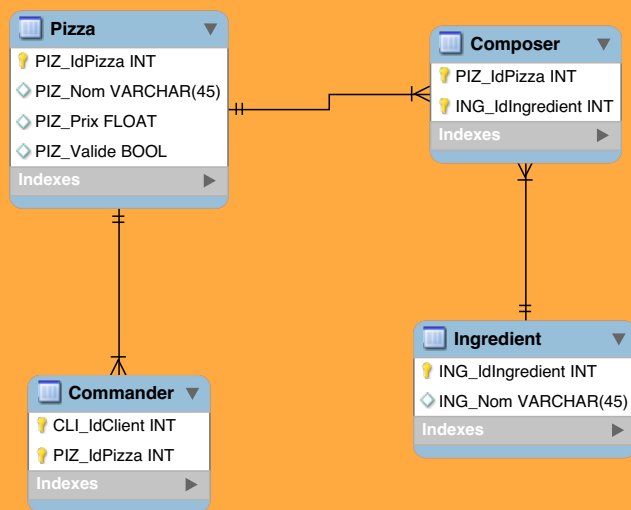 Pizza
PIZ_IdPizza INT
PIZ_Nom VARCHAR(45)
PIZ_Prix FLOAT
PIZ_Valide BOOL
Indexes
Composer
PIZ_IdPizza INT
ING_IdIngredient INT
Indexes
Commander
CLI_IdClient INT
PIZ_IdPizza INT
Indexes
Ingredient
ING_IdIngredient INT
ING_Nom VARCHAR(45)
Indexes